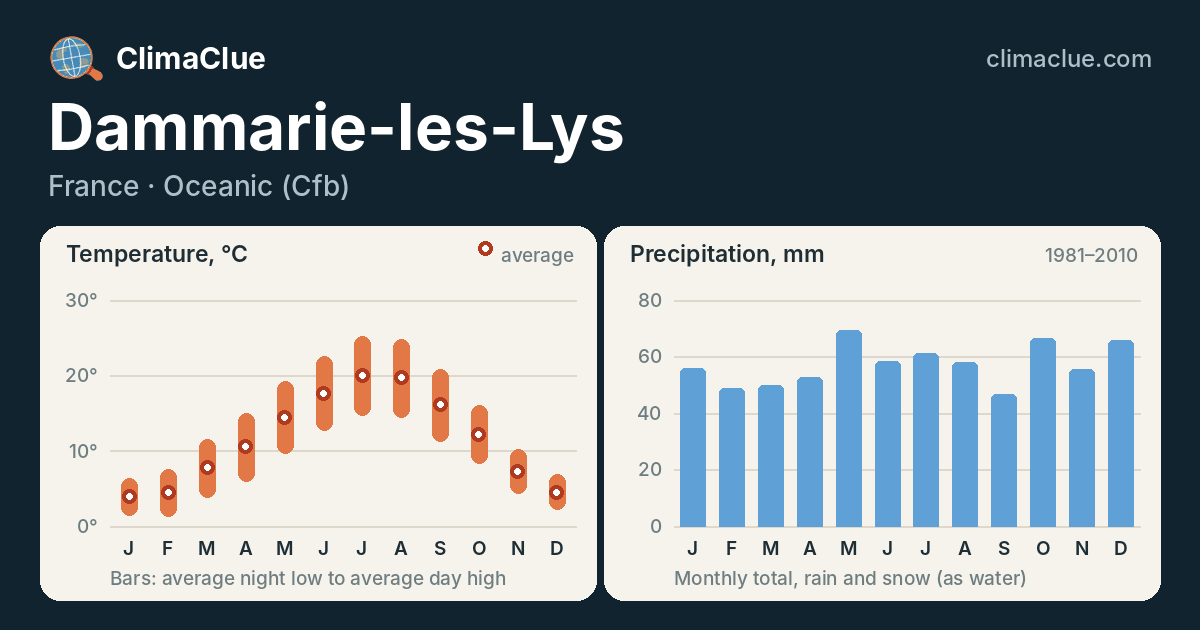 ClimaClue
climaclue.com
Dammarie-les-Lys
France · Oceanic (Cfb)
Temperature, °C
average
30°
20°
10°
0°
J F M A M J J A S O N D
Bars: average night low to average day high
Precipitation, mm
1981–2010
80
60
40
20
0
J F M A M J J A S O N D
Monthly total, rain and snow (as water)